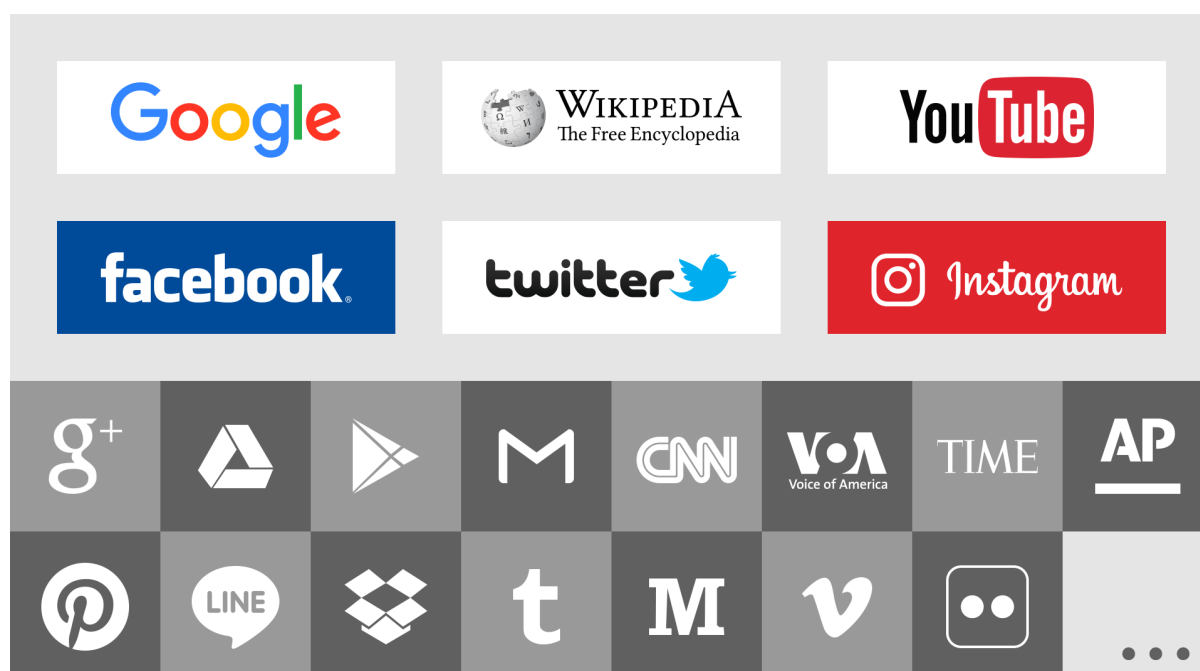 Google
WIKIPEDIA
The Free Encyclopedia
YouTube
facebook®
twitter
Instagram
g+
CNN
VOA
Voice of America
TIME
AP
LINE
t
M